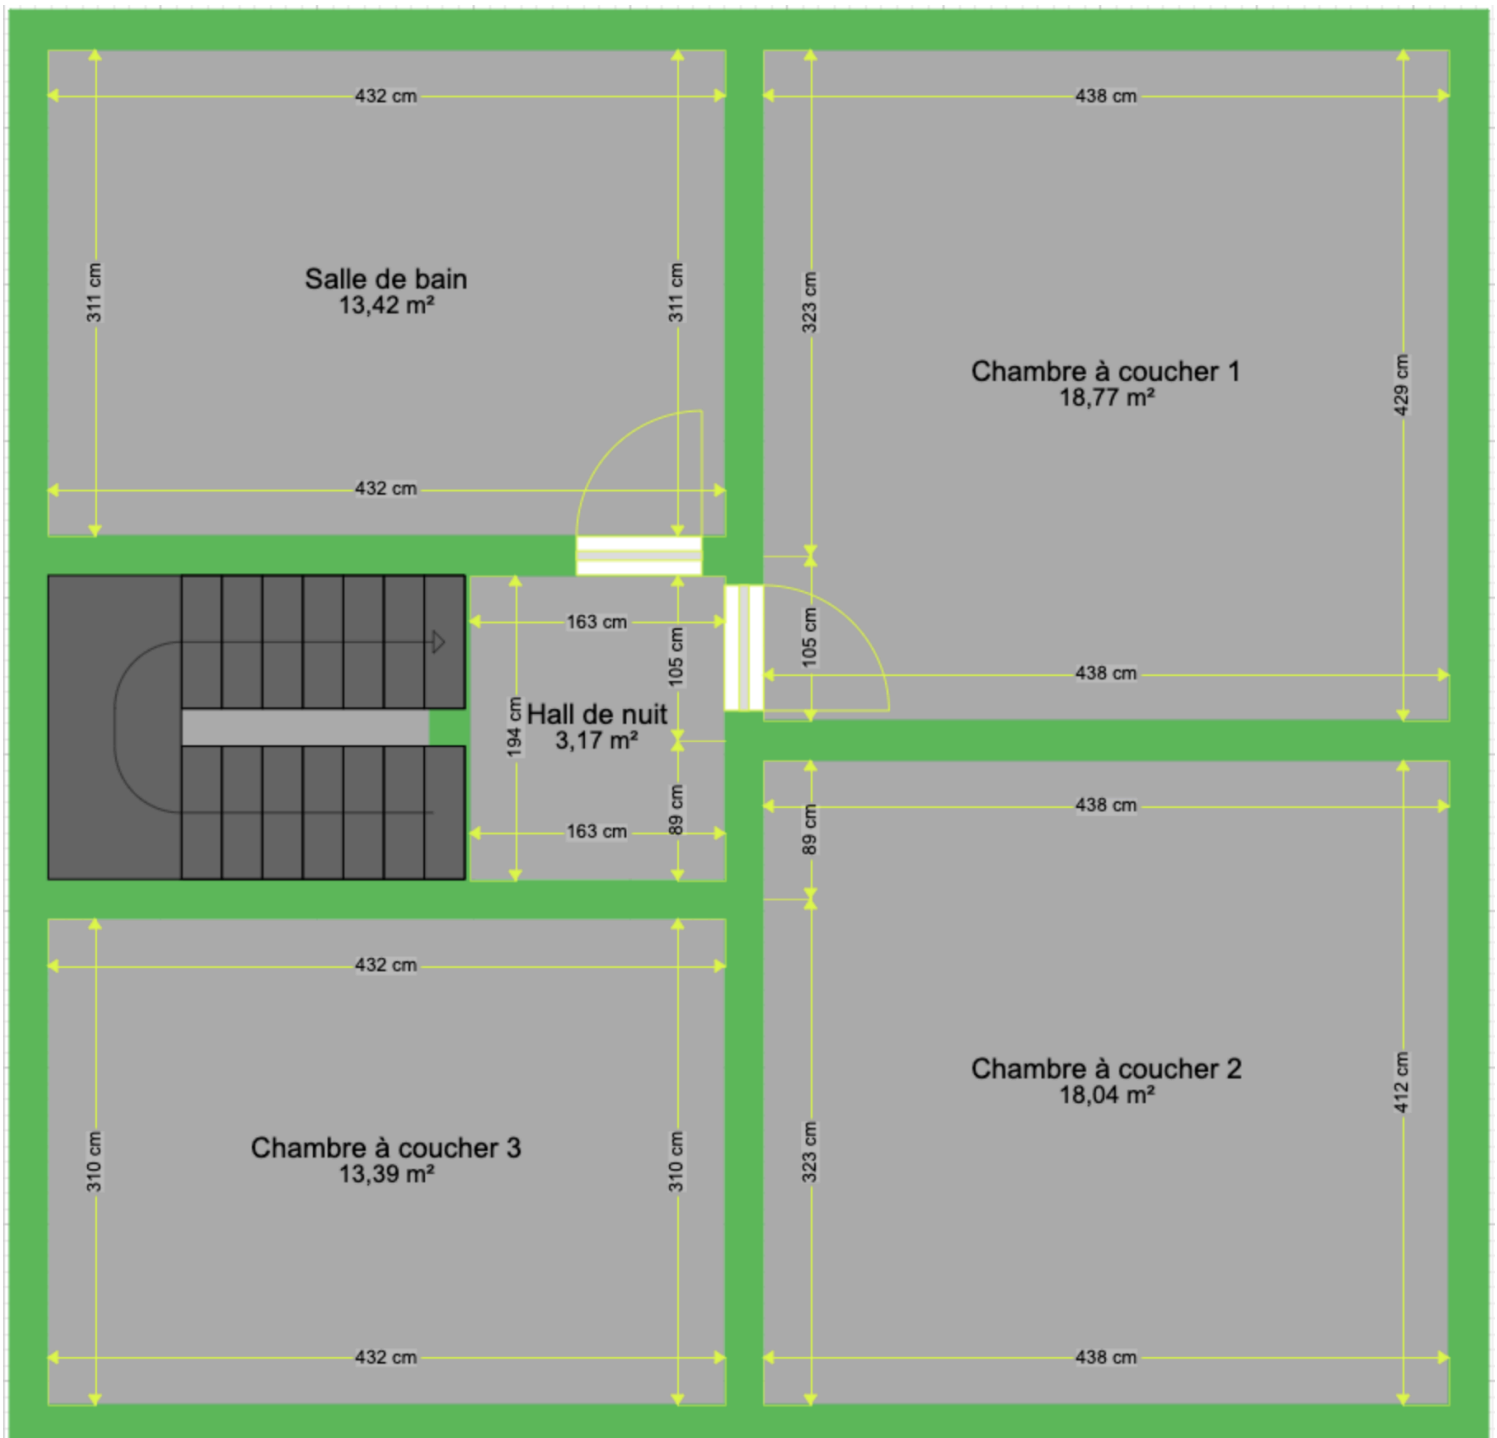 432 cm
438 cm
311 cm
311 cm
323 cm
Salle de bain
13,42 m²
Chambre à coucher 1
18,77 m²
429 cm
432 cm
163 cm
105 cm
105 cm
438 cm
194 cm
Hall de nuit
3,17 m²
89 cm
163 cm
438 cm
89 cm
432 cm
Chambre à coucher 2
18,04 m²
412 cm
310 cm
Chambre à coucher 3
13,39 m²
310 cm
323 cm
432 cm
438 cm